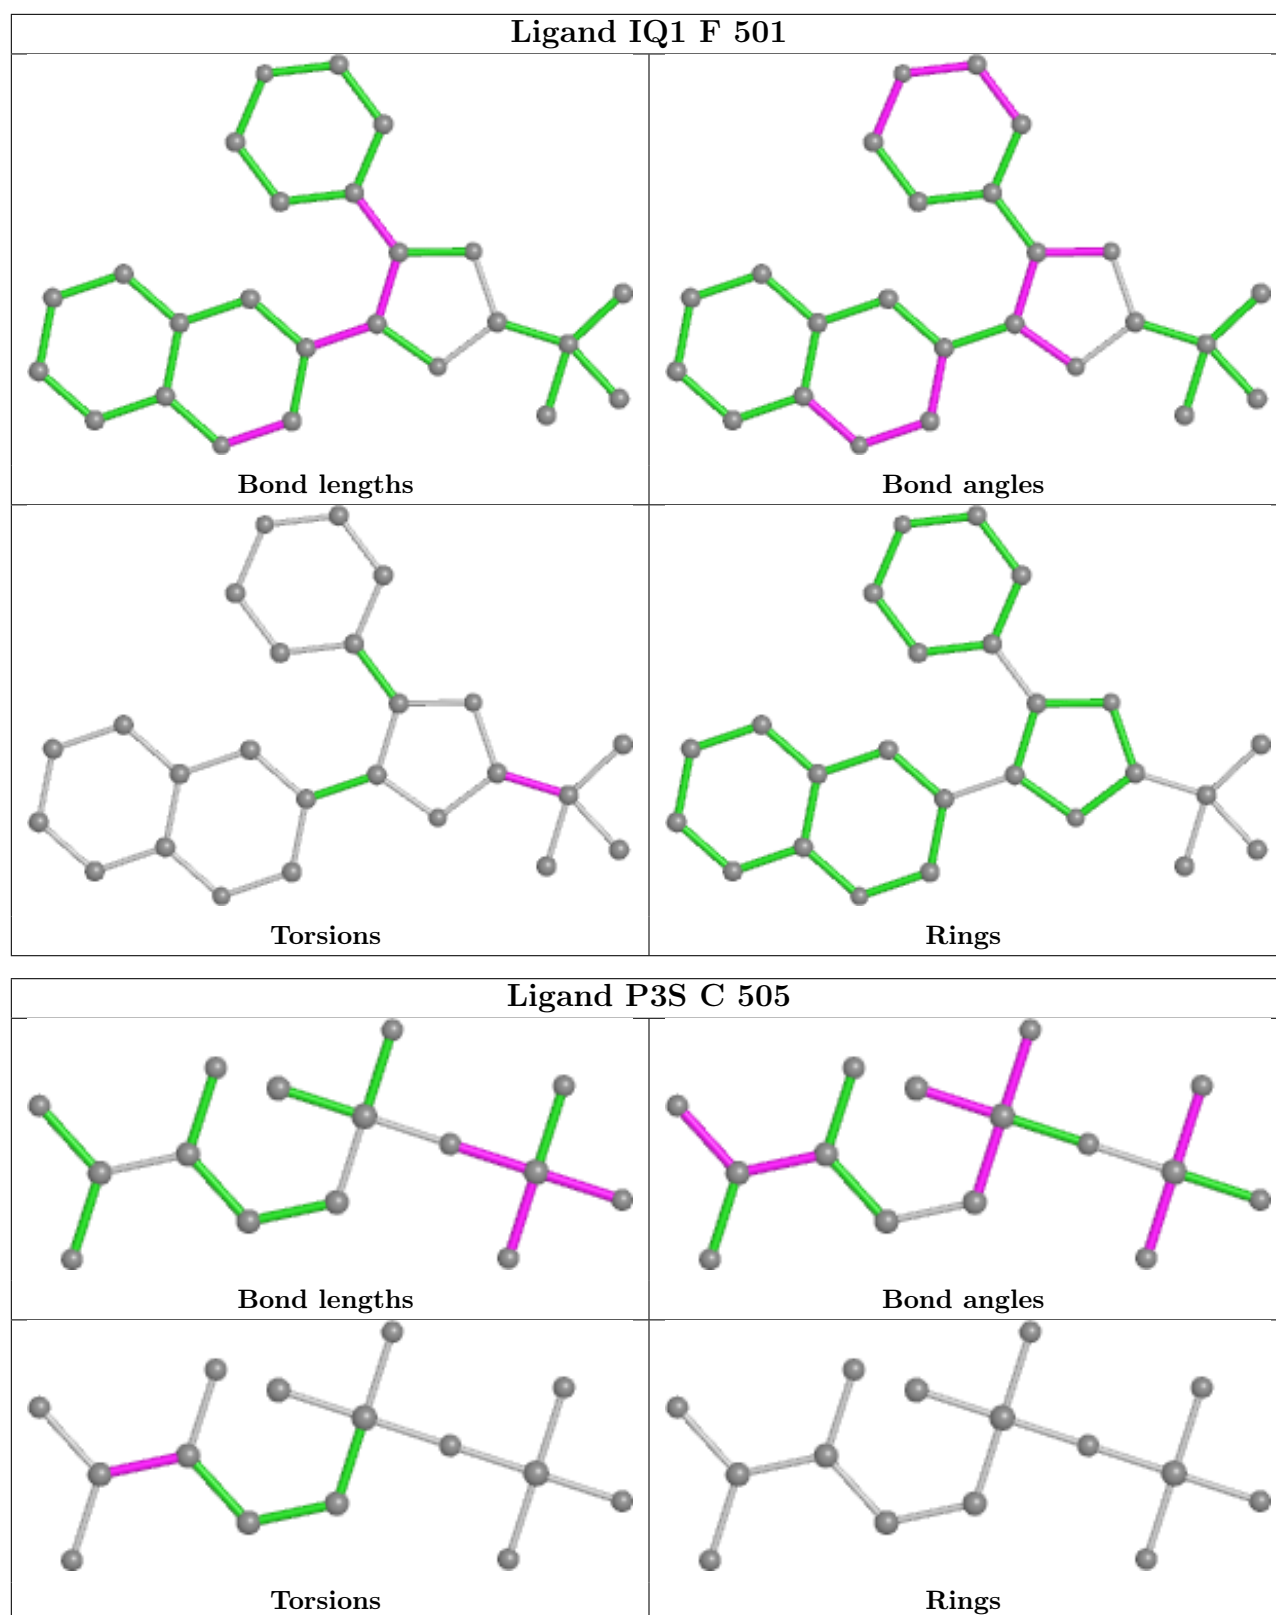 Ligand IQ1 F 501
Bond lengths
Bond angles
Torsions
Rings
Ligand P3S C 505
Bond lengths
Bond angles
Torsions
Rings